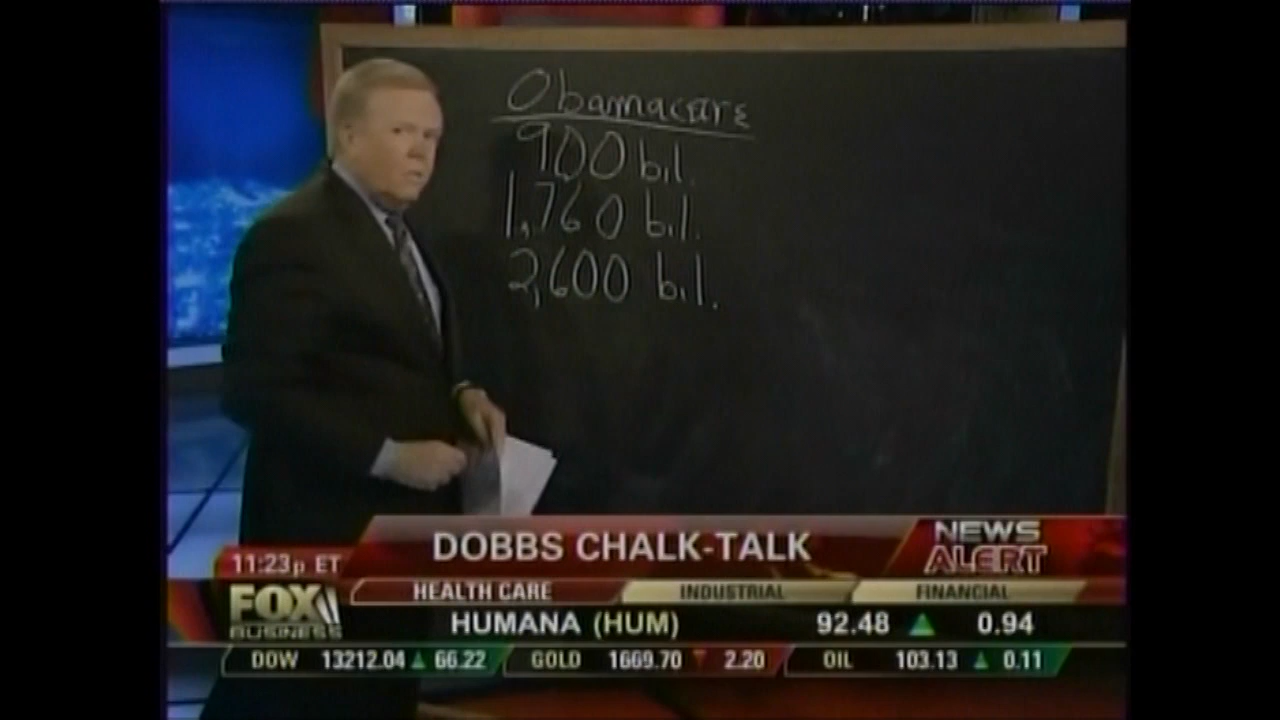 Obamacare
900 bil.
1,760 bil.
2,600 bil.
DOBBS CHALK-TALK
NEWS
ALERT
11:23p ET
HEALTH CARE INDUSTRIAL FINANCIAL
FOX
BUSINESS
HUMANA (HUM) 92.48 ▲ 0.94
DOW 13212.04 ▲ 66.22 GOLD 1669.70 ▼ 2.20 OIL 103.13 ▲ 0.11